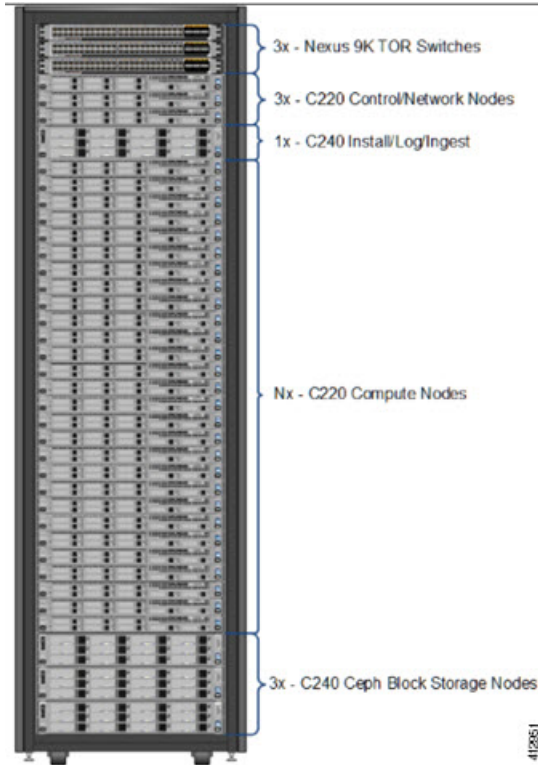 3x - Nexus 9K TOR Switches
3x - C220 Control/Network Nodes
1x - C240 Install/Log/Ingest
Nx - C220 Compute Nodes
3x - C240 Ceph Block Storage Nodes
412951